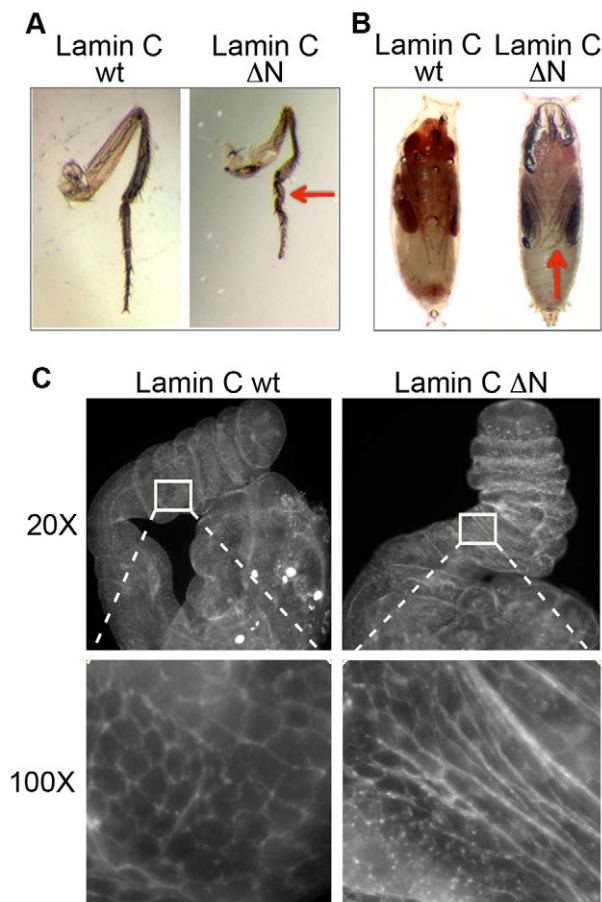 A
Lamin C
wt
Lamin C
ΔN
B
Lamin C
wt
Lamin C
ΔN
C
Lamin C wt
Lamin C ΔN
20X
100X